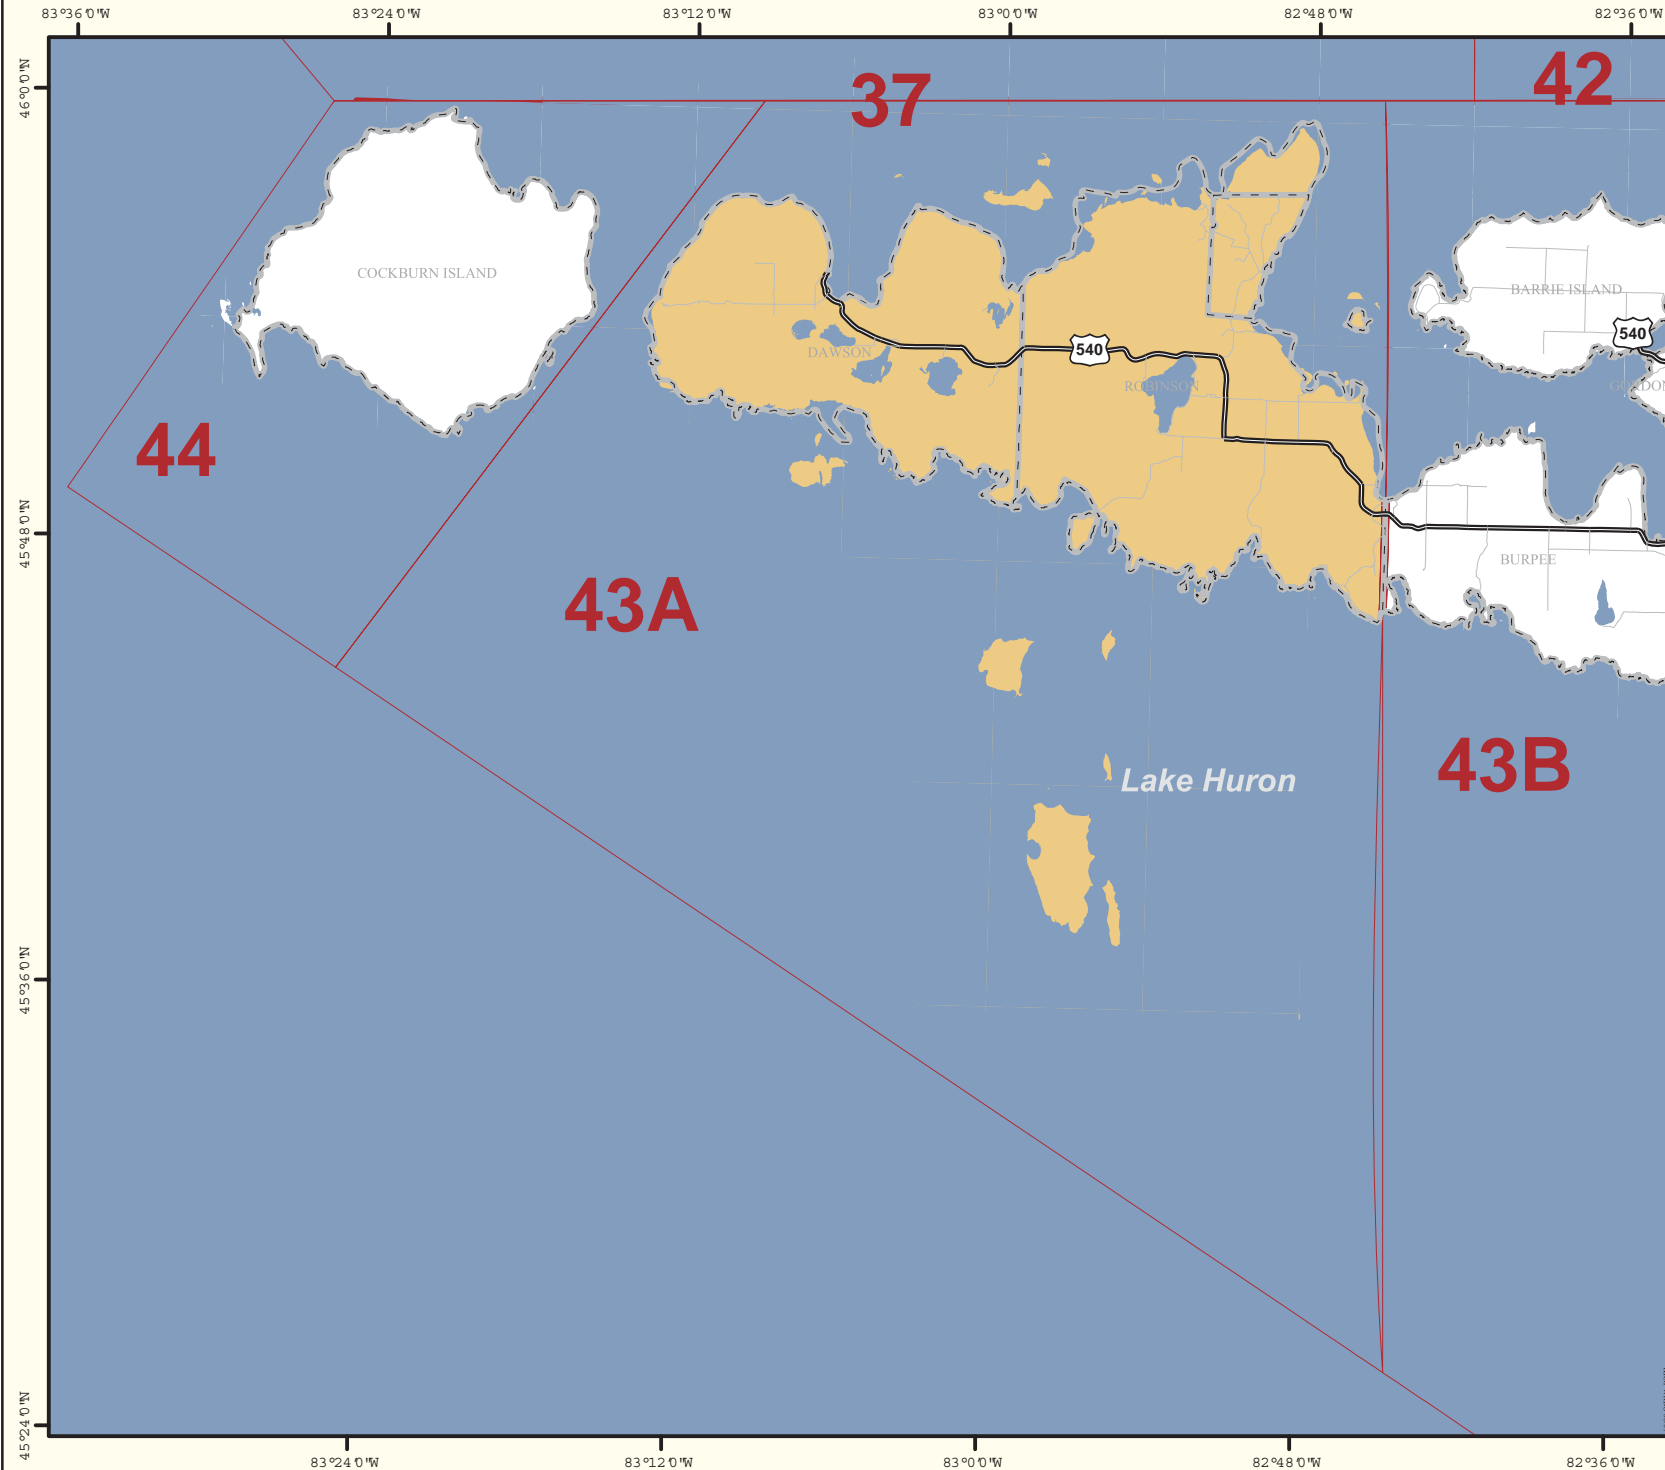 83°36'0"W 83°24'0"W 83°12'0"W 83°0'0"W 82°48'0"W 82°36'0"W
46°0'0"N
37
42
COCKBURN ISLAND
BARRIE ISLAND
540
540
DAWSON
ROBINSON
GORDON
44
45°48'0"N
BURPEE
43A
43B
Lake Huron
45°36'0"N
45°24'0"N
83°24'0"W 83°12'0"W 83°0'0"W 82°48'0"W 82°36'0"W